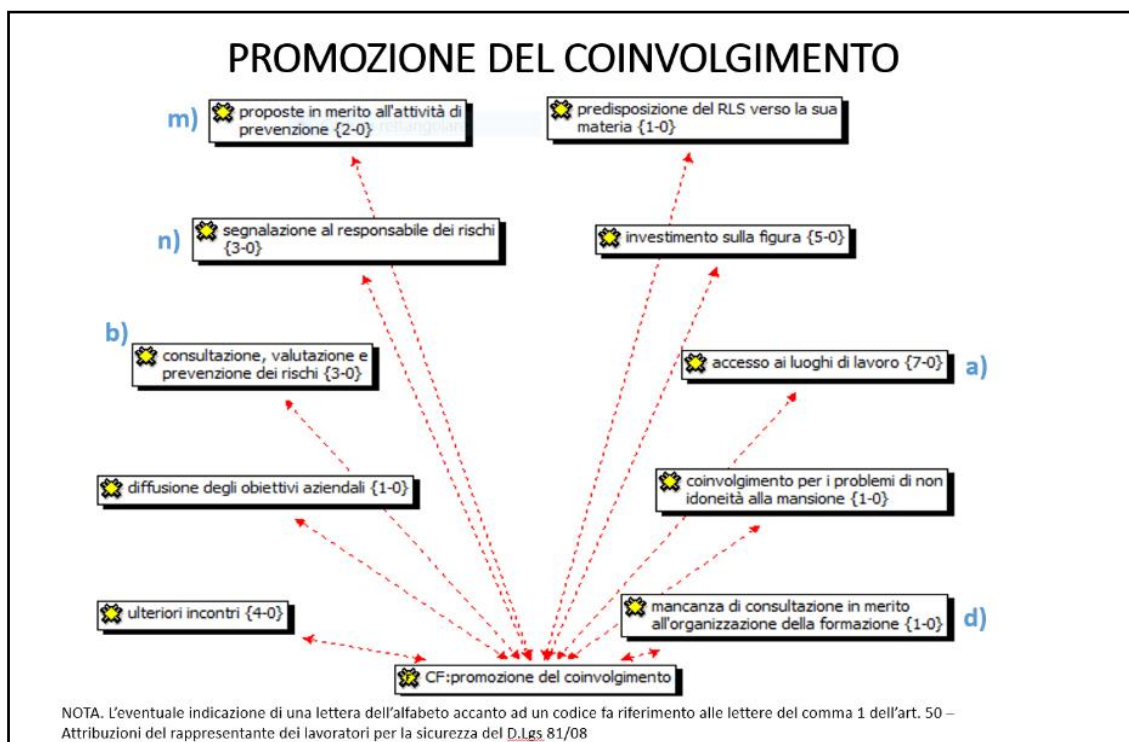 PROMOZIONE DEL COINVOLGIMENTO
m)
proposte in merito all'attività di
prevenzione {2-0}
predisposizione del RLS verso la sua
materia {1-0}
n)
segnalazione al responsabile dei rischi
{3-0}
investimento sulla figura {5-0}
b)
consultazione, valutazione e
prevenzione dei rischi {3-0}
accesso ai luoghi di lavoro {7-0}
a)
diffusione degli obiettivi aziendali {1-0}
coinvolgimento per i problemi di non
idoneità alla mansione {1-0}
ulteriori incontri {4-0}
mancanza di consultazione in merito
all'organizzazione della formazione {1-0}
d)
CF:promozione del coinvolgimento
NOTA. L'eventuale indicazione di una lettera dell'alfabeto accanto ad un codice fa riferimento alle lettere del comma 1 dell'art. 50 –
Attribuzioni del rappresentante dei lavoratori per la sicurezza del D.Lgs 81/08